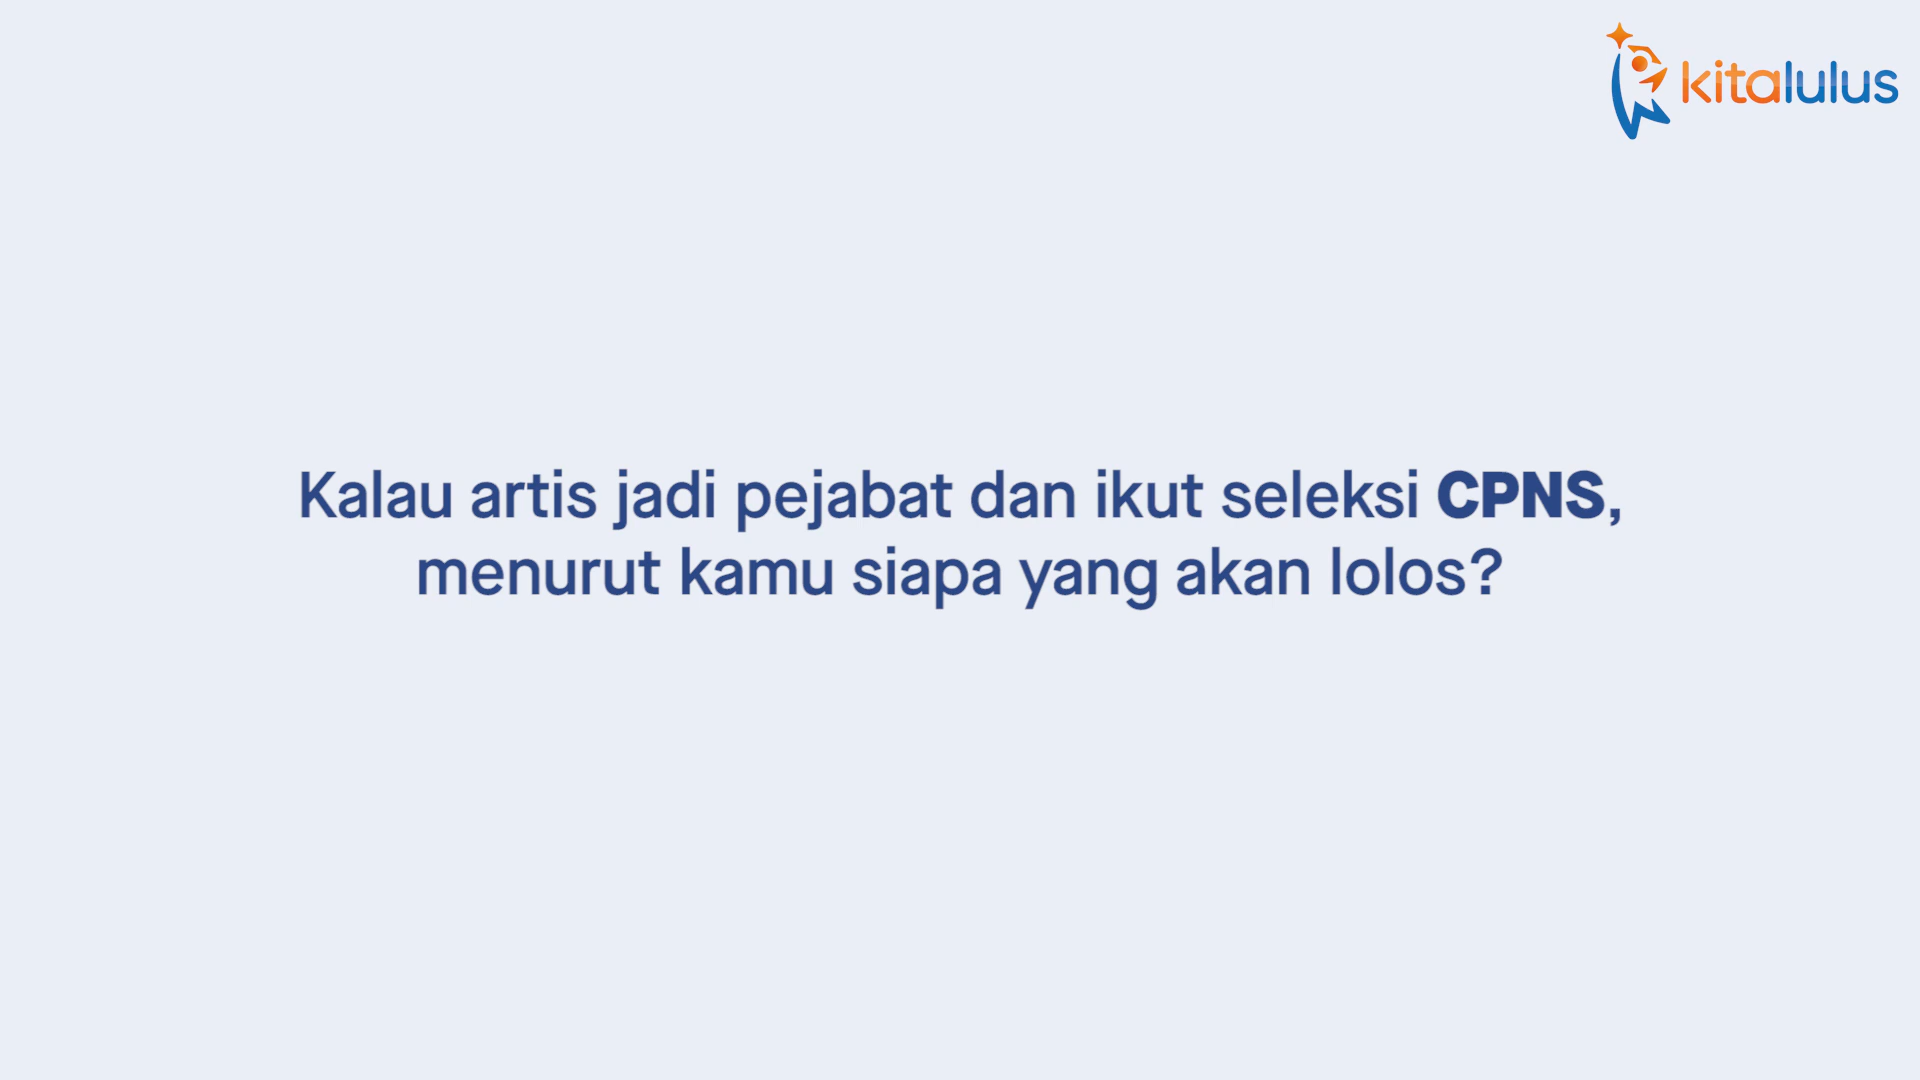 kitalulus
Kalau artis jadi pejabat dan ikut seleksi CPNS,
menurut kamu siapa yang akan lolos?